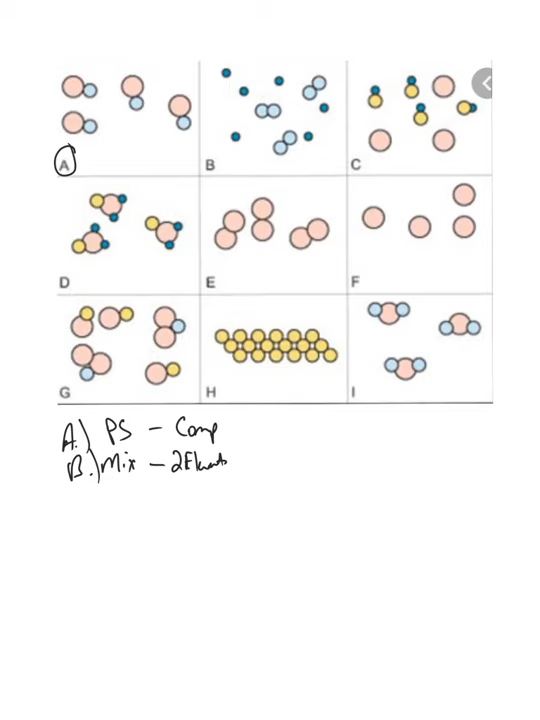 A B C
D E F
G H I
A.) PS - Comp
B.) Mix - 2 Elements